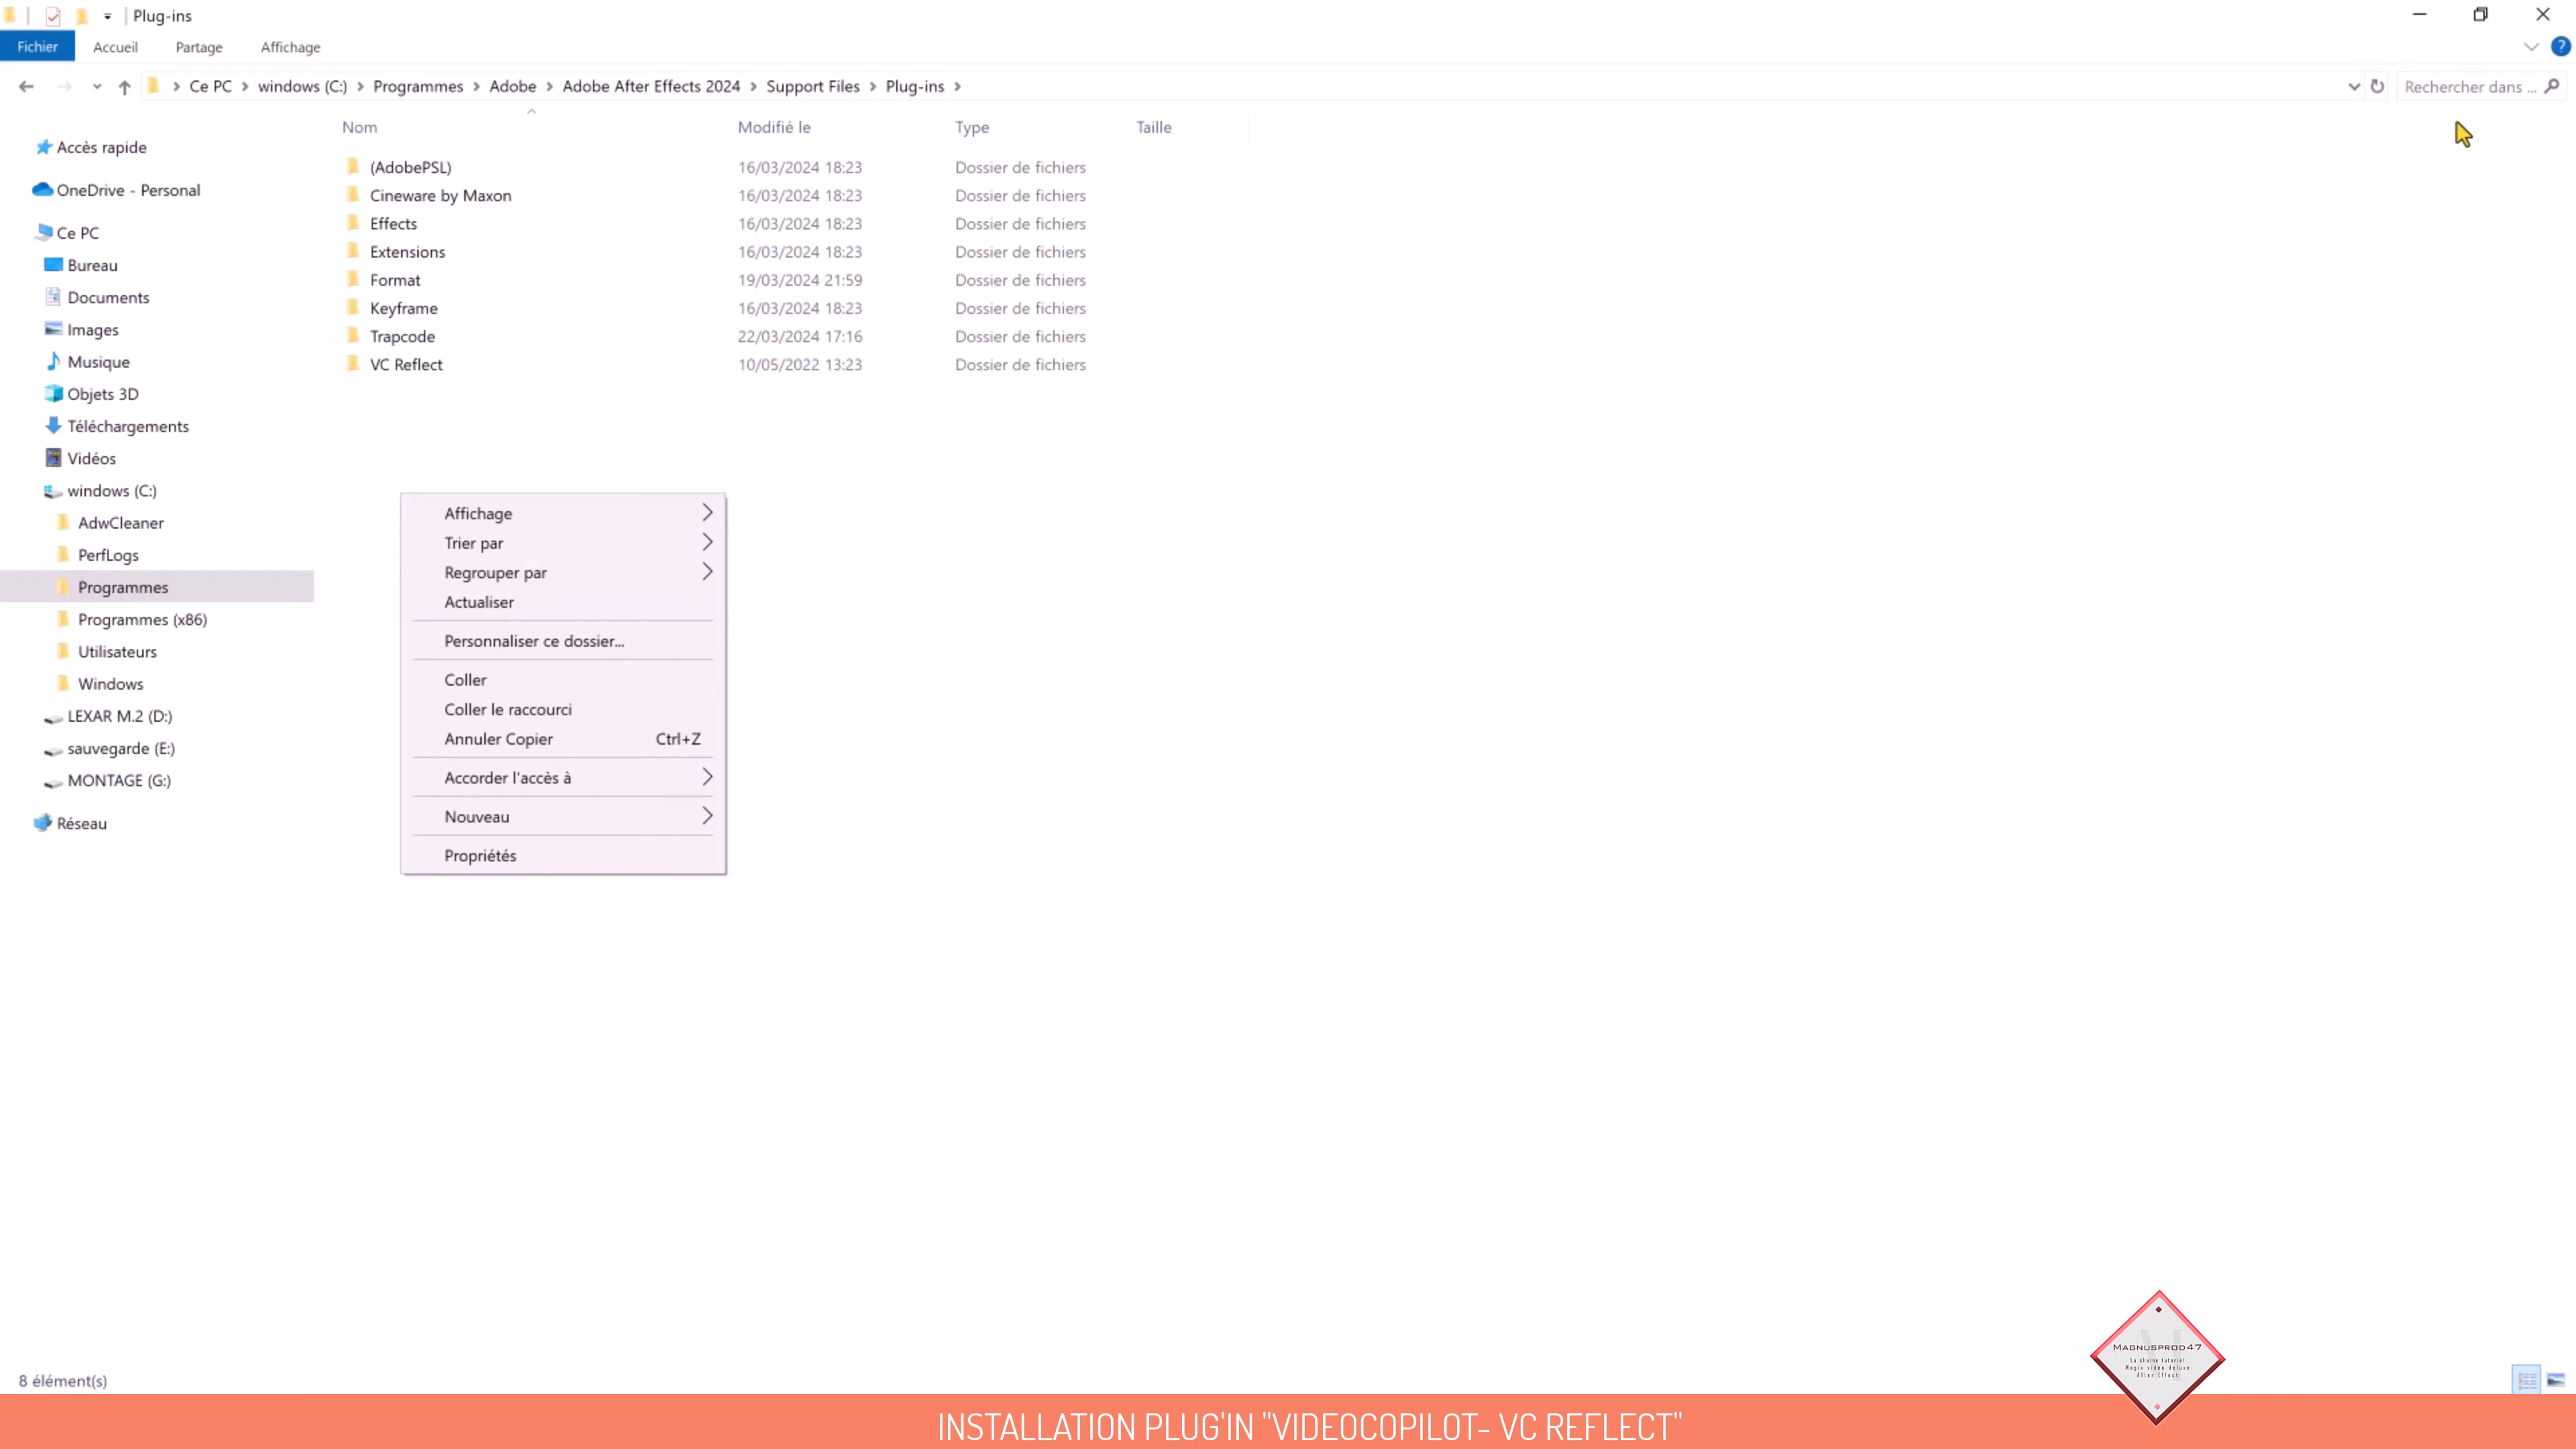 Plug-ins
Fichier Accueil Partage Affichage
Ce PC windows (C:) Programmes Adobe Adobe After Effects 2024 Support Files Plug-ins
Rechercher dans ...
Nom Modifié le Type Taille
(AdobePSL) 16/03/2024 18:23 Dossier de fichiers
Cineware by Maxon 16/03/2024 18:23 Dossier de fichiers
Effects 16/03/2024 18:23 Dossier de fichiers
Extensions 16/03/2024 18:23 Dossier de fichiers
Format 19/03/2024 21:59 Dossier de fichiers
Keyframe 16/03/2024 18:23 Dossier de fichiers
Trapcode 22/03/2024 17:16 Dossier de fichiers
VC Reflect 10/05/2022 13:23 Dossier de fichiers
Accès rapide
OneDrive - Personal
Ce PC
Bureau
Documents
Images
Musique
Objets 3D
Téléchargements
Vidéos
windows (C:)
AdwCleaner
PerfLogs
Programmes
Programmes (x86)
Utilisateurs
Windows
LEXAR M.2 (D:)
sauvegarde (E:)
MONTAGE (G:)
Réseau
Affichage
Trier par
Regrouper par
Actualiser
Personnaliser ce dossier...
Coller
Coller le raccourci
Annuler Copier Ctrl+Z
Accorder l'accès à
Nouveau
Propriétés
8 élément(s)
MAGNUSPROD47
La chaîne tutoriel
Magix vidéo deluxe
After Effect
INSTALLATION PLUG'IN "VIDEOCOPILOT- VC REFLECT"